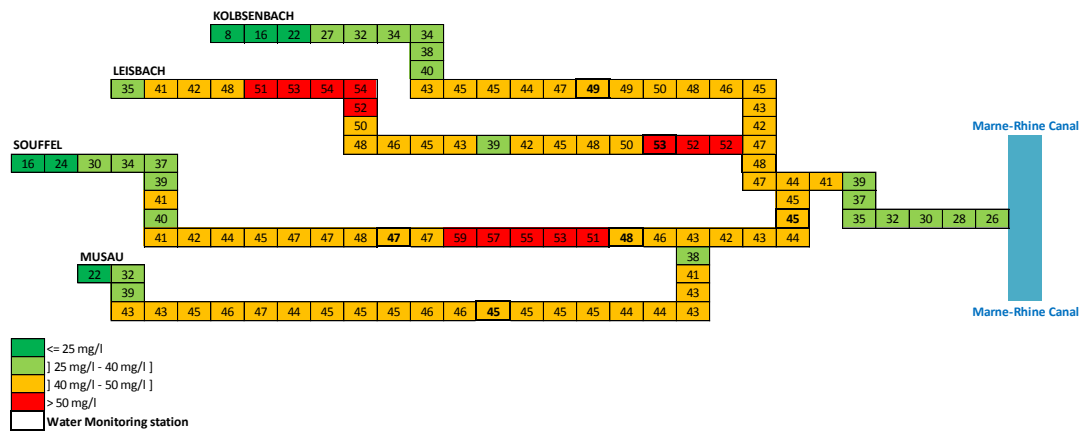 KOLBSENBACH
8 16 22 27 32 34 34
38
LEISBACH
40
35 41 42 48 51 53 54 54
43 45 45 44 47 49 49 50 48 46 45
52
43
50
42
Marne-Rhine Canal
SOUFFEL
48 46 45 43 39 42 45 48 50 53 52 52
47
16 24 30 34 37
48
39
47 44 41 39
41
45
37
40
45
35 32 30 28 26
41 42 44 45 47 47 48 47 47 59 57 55 53 51 48 46 43 42 43 44
MUSAU
38
22 32
41
39
43
43 43 45 46 47 44 45 45 45 46 46 45 45 45 45 44 44 43
Marne-Rhine Canal
<= 25 mg/l
] 25 mg/l - 40 mg/l ]
] 40 mg/l - 50 mg/l ]
> 50 mg/l
Water Monitoring station